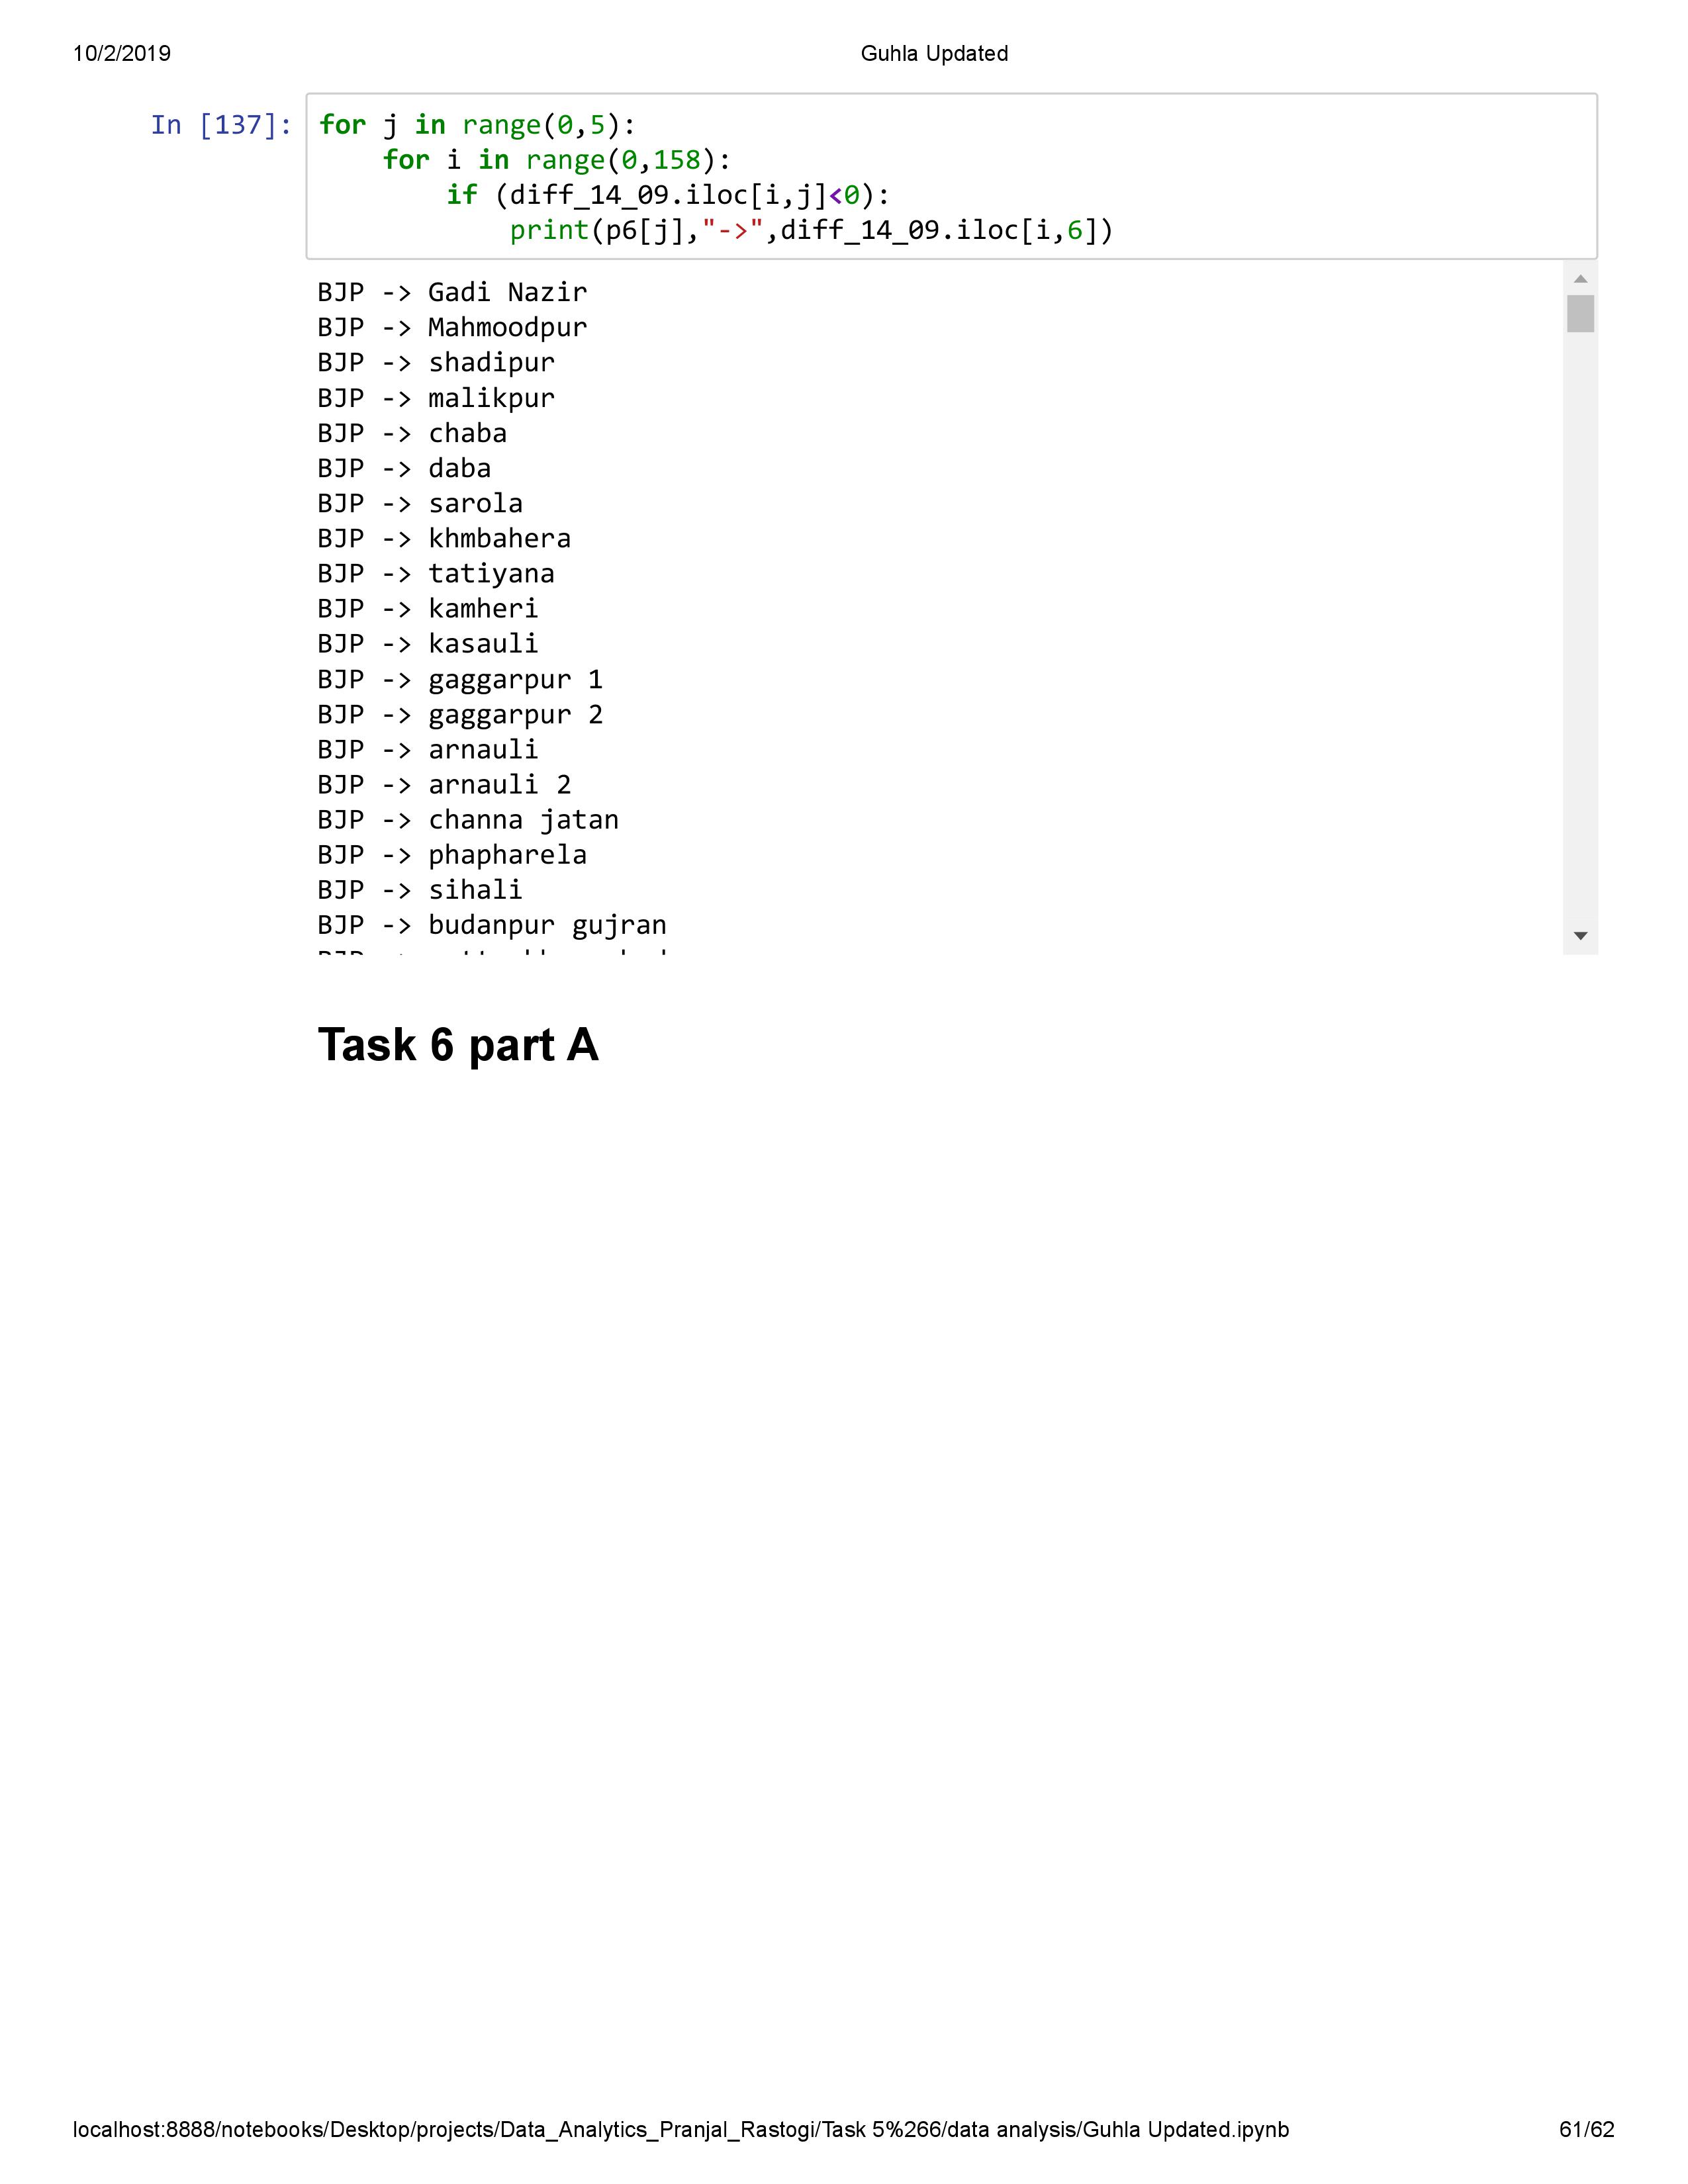 10/2/2019 Guhla Updated
In [137]: for j in range(0,5):
    for i in range(0,158):
        if (diff_14_09.iloc[i,j]<0):
            print(p6[j],"->",diff_14_09.iloc[i,6])
BJP -> Gadi Nazir
BJP -> Mahmoodpur
BJP -> shadipur
BJP -> malikpur
BJP -> chaba
BJP -> daba
BJP -> sarola
BJP -> khmbahera
BJP -> tatiyana
BJP -> kamheri
BJP -> kasauli
BJP -> gaggarpur 1
BJP -> gaggarpur 2
BJP -> arnauli
BJP -> arnauli 2
BJP -> channa jatan
BJP -> phapharela
BJP -> sihali
BJP -> budanpur gujran
Task 6 part A
localhost:8888/notebooks/Desktop/projects/Data_Analytics_Pranjal_Rastogi/Task 5%266/data analysis/Guhla Updated.ipynb 61/62